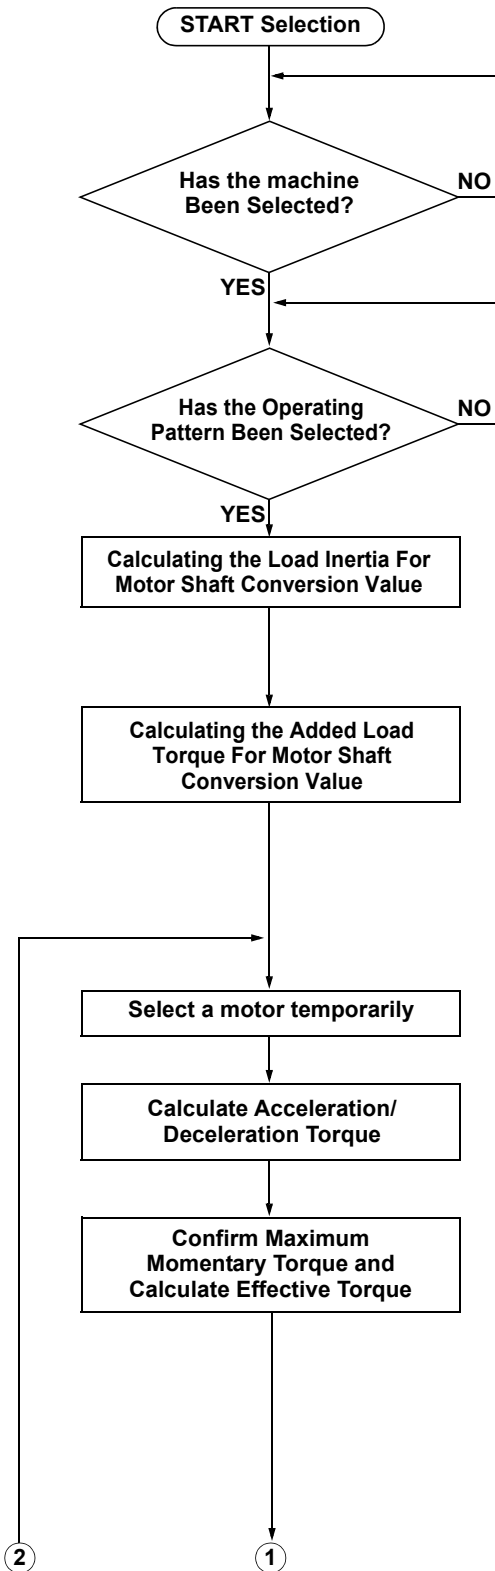 START Selection
Has the machine
Been Selected?
NO
YES
Has the Operating
Pattern Been Selected?
NO
YES
Calculating the Load Inertia For
Motor Shaft Conversion Value
Calculating the Added Load
Torque For Motor Shaft
Conversion Value
Select a motor temporarily
Calculate Acceleration/
Deceleration Torque
Confirm Maximum
Momentary Torque and
Calculate Effective Torque
2
1